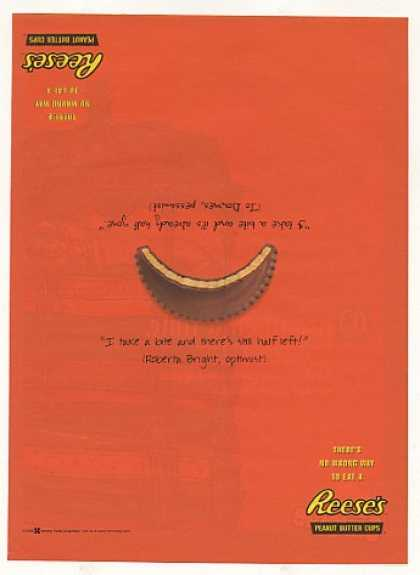 THERE'S
NO WRONG WAY
TO EAT A
Reese's
PEANUT BUTTER CUPS
"I take a bite and it's already half gone."
(Jo Downes, pessimist)
"I take a bite and there's still half left!"
(Roberta Bright, optimist)
THERE'S
NO WRONG WAY
TO EAT A
Reese's
PEANUT BUTTER CUPS